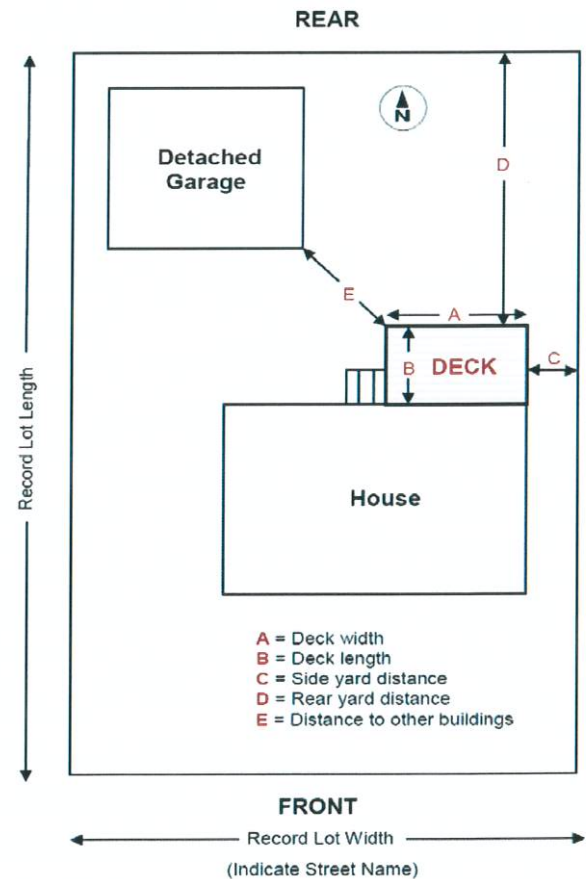 REAR
N
Detached
Garage
D
E
A
B
DECK
C
Record Lot Length
House
A = Deck width
B = Deck length
C = Side yard distance
D = Rear yard distance
E = Distance to other buildings
FRONT
Record Lot Width
(Indicate Street Name)